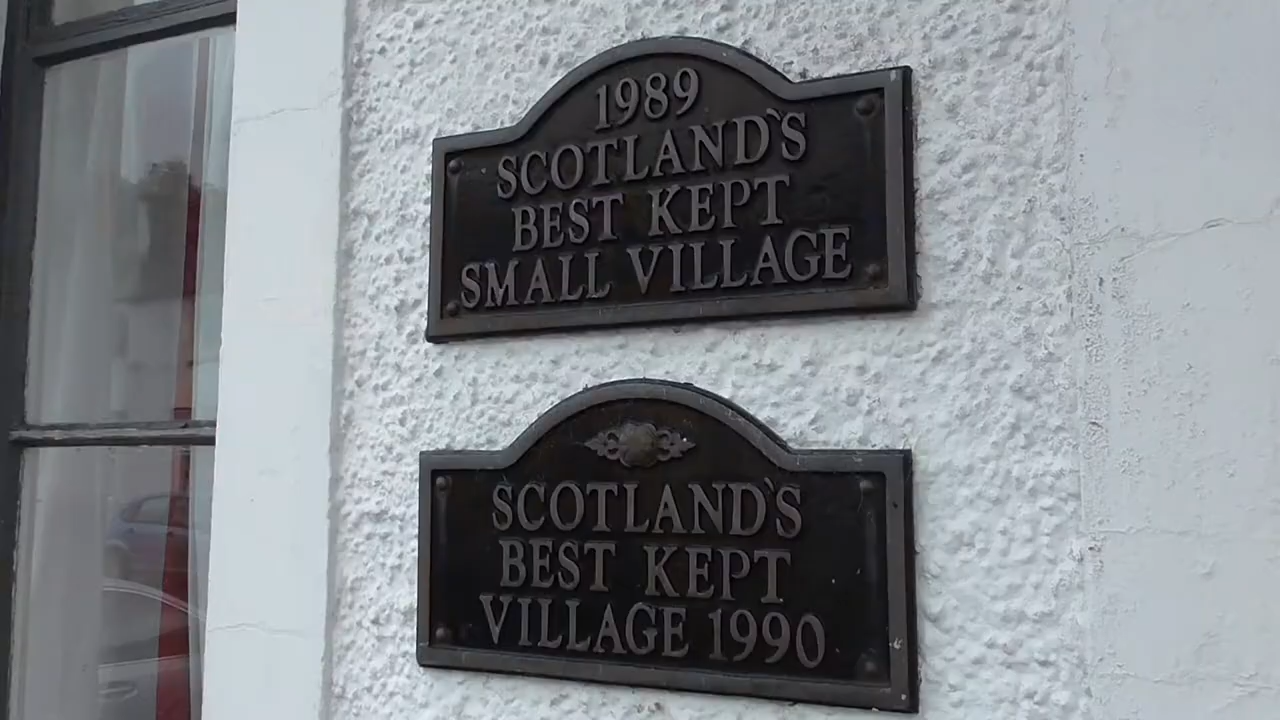 1989
SCOTLAND`S
BEST KEPT
SMALL VILLAGE
SCOTLAND`S
BEST KEPT
VILLAGE 1990